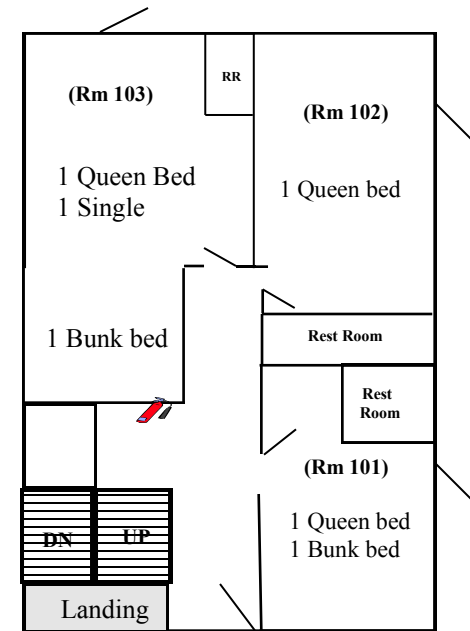 (Rm 103)
RR
(Rm 102)
1 Queen Bed
1 Single
1 Queen bed
1 Bunk bed
Rest Room
Rest
Room
(Rm 101)
1 Queen bed
1 Bunk bed
DN
UP
Landing